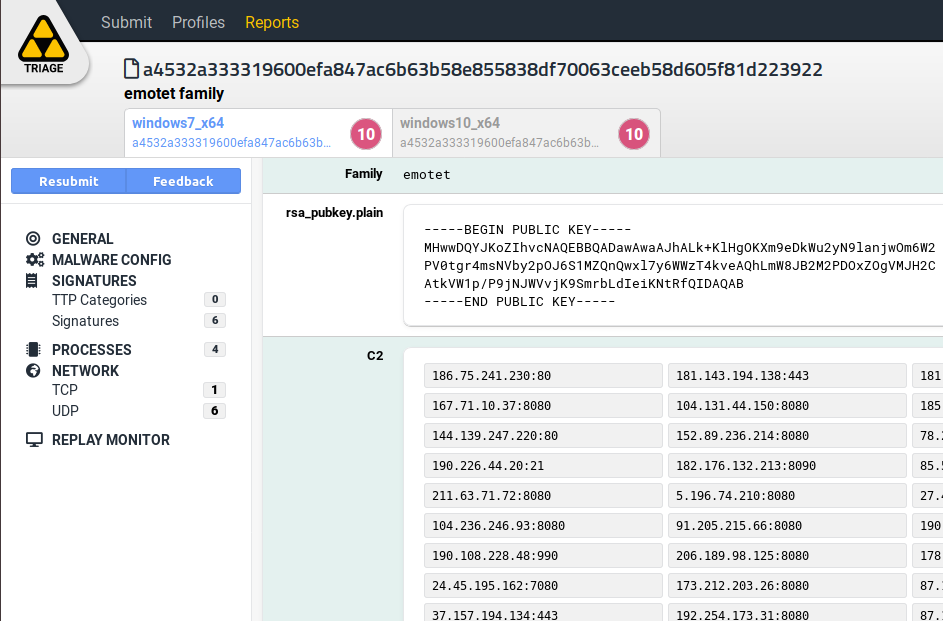 Submit Profiles Reports
TRIAGE
a4532a333319600efa847ac6b63b58e855838df70063ceeb58d605f81d223922
emotet family
windows7_x64
a4532a333319600efa847ac6b63b...
10
windows10_x64
a4532a333319600efa847ac6b63b...
10
Resubmit Feedback
GENERAL
MALWARE CONFIG
SIGNATURES
TTP Categories 0
Signatures 6
PROCESSES 4
NETWORK
TCP 1
UDP 6
REPLAY MONITOR
Family emotet
rsa_pubkey.plain
-----BEGIN PUBLIC KEY-----
MHwwDQYJKoZIhvcNAQEBBQADawAwaAJhALk+KlHgOKXm9eDkWu2yN9lanjwOm6W2
PV0tgr4msNVby2pOJ6S1MZQnQwxl7y6WWzT4kveAQhLmW8JB2M2PDOxZOgVMJH2C
AtkVW1p/P9jNJWVvjK9SmrbLdIeiKNtRfQIDAQAB
-----END PUBLIC KEY-----
C2
186.75.241.230:80 181.143.194.138:443 181
167.71.10.37:8080 104.131.44.150:8080 185
144.139.247.220:80 152.89.236.214:8080 78.
190.226.44.20:21 182.176.132.213:8090 85.
211.63.71.72:8080 5.196.74.210:8080 27.
104.236.246.93:8080 91.205.215.66:8080 190
190.108.228.48:990 206.189.98.125:8080 178
24.45.195.162:7080 173.212.203.26:8080 87.
37.157.194.134:443 192.254.173.31:8080 87.